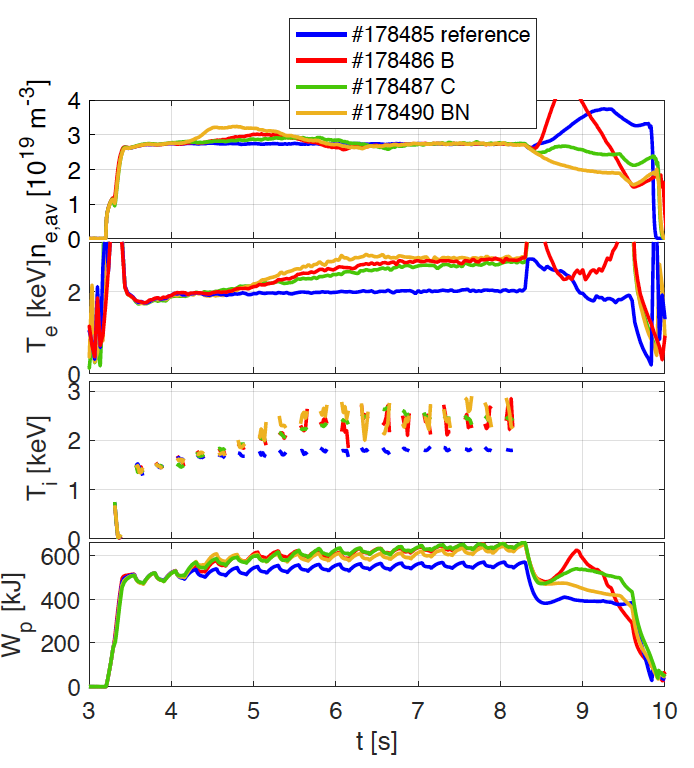 #178485 reference
#178486 B
#178487 C
#178490 BN
4
3
2
1
0
n_e,av [10^19 m^-3]
2
0
T_e [keV]
3
2
1
0
T_i [keV]
600
400
200
0
W_p [kJ]
3 4 5 6 7 8 9 10
t [s]